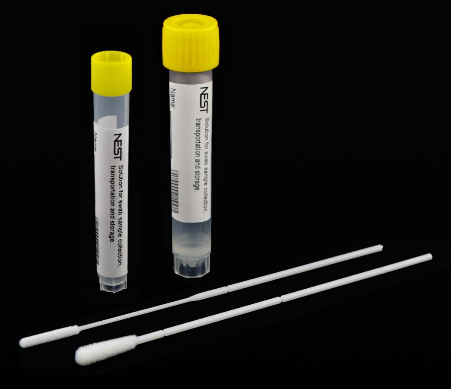 NEST
Solution for swab sample collection,
transportation and storage.
Name:
NEST
Solution for swab sample collection,
transportation and storage.
Name: